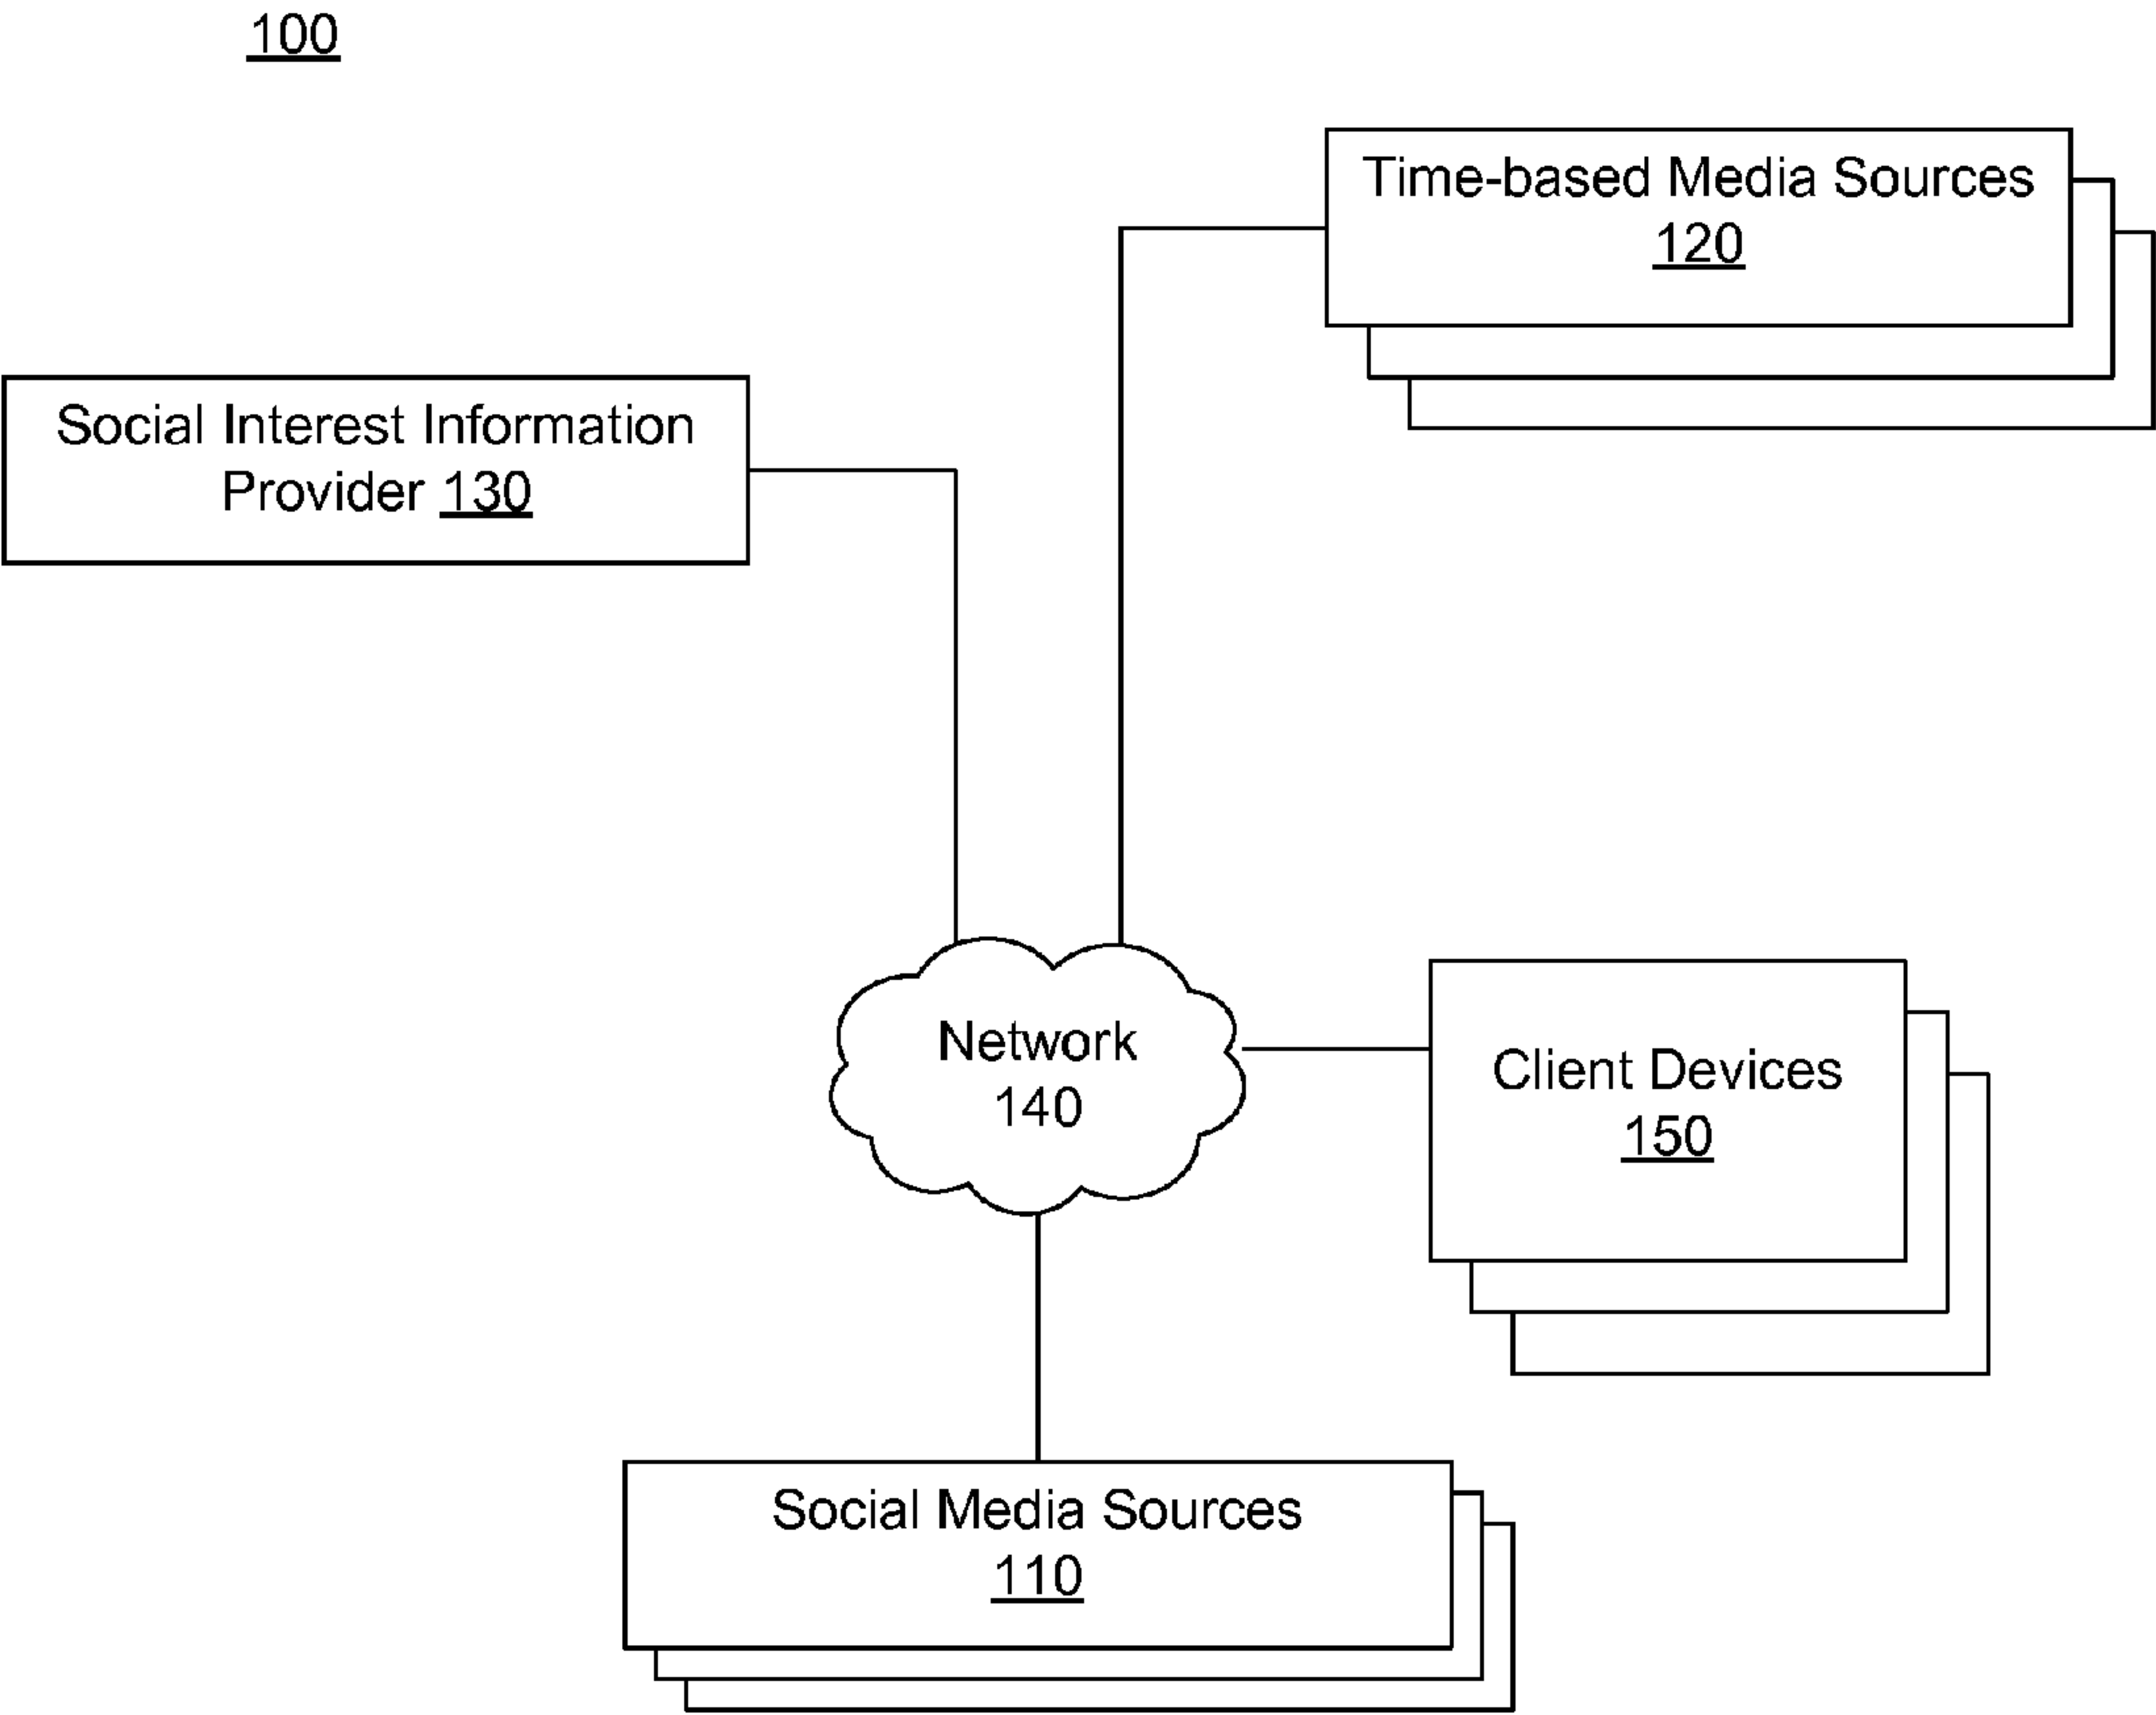 100
Time-based Media Sources
120
Social Interest Information
Provider 130
Network
140
Client Devices
150
Social Media Sources
110